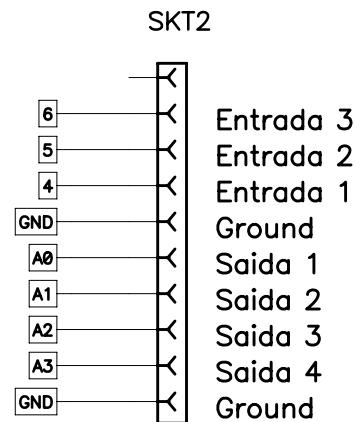 SKT2
6 Entrada 3
5 Entrada 2
4 Entrada 1
GND Ground
A0 Saida 1
A1 Saida 2
A2 Saida 3
A3 Saida 4
GND Ground